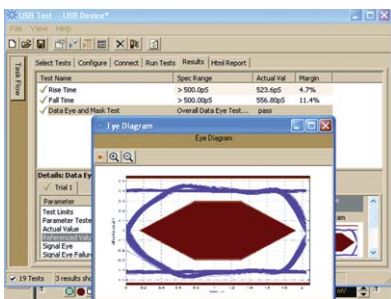 USB Test -- USB Device*
File View Help
Task Flow
Select Tests Configure Connect Run Tests Results Html Report
Test Name Spec Range Actual Val Margin
Rise Time > 500.0pS 523.6pS 4.7%
Fall Time > 500.00pS 556.80pS 11.4%
Data Eye and Mask Test Overall Data Eye Test... pass
Eye Diagram
Eye Diagram
Details: Data Ey
Trial 1
Parameter
Test Limits
Parameter Teste
Actual Value
Referenced Valu
Signal Eye
Signal Eye Failur
19 Tests 3 results sho
mV